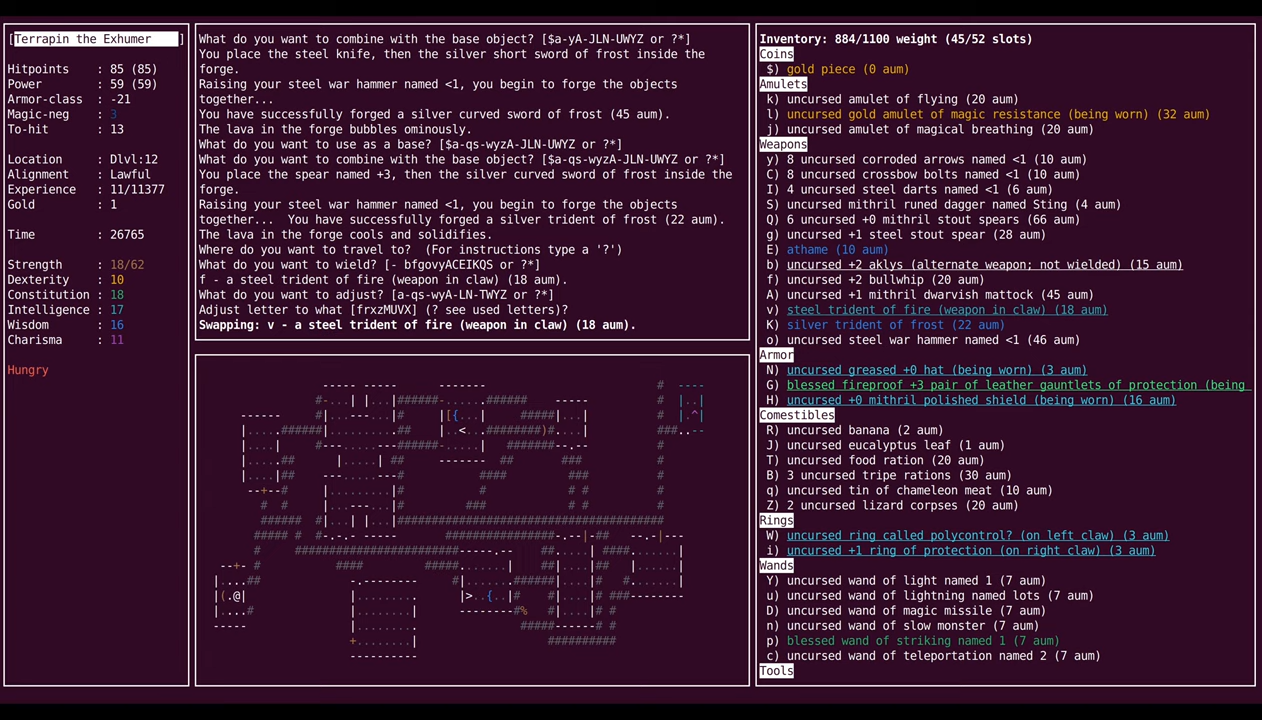 [Terrapin the Exhumer ]
Hitpoints : 85 (85)
Power : 59 (59)
Armor-class : -21
Magic-neg : 3
To-hit : 13
Location : Dlvl:12
Alignment : Lawful
Experience : 11/11377
Gold : 1
Time : 26765
Strength : 18/62
Dexterity : 10
Constitution : 18
Intelligence : 17
Wisdom : 16
Charisma : 11
Hungry
What do you want to combine with the base object? [$a-yA-JLN-UWYZ or ?*]
You place the steel knife, then the silver short sword of frost inside the
forge.
Raising your steel war hammer named <1, you begin to forge the objects
together...
You have successfully forged a silver curved sword of frost (45 aum).
The lava in the forge bubbles ominously.
What do you want to use as a base? [$a-qs-wyzA-JLN-UWYZ or ?*]
What do you want to combine with the base object? [$a-qs-wyzA-JLN-UWYZ or ?*]
You place the spear named +3, then the silver curved sword of frost inside the
forge.
Raising your steel war hammer named <1, you begin to forge the objects
together... You have successfully forged a silver trident of frost (22 aum).
The lava in the forge cools and solidifies.
Where do you want to travel to? (For instructions type a '?')
What do you want to wield? [- bfgovyACEIKQS or ?*]
f - a steel trident of fire (weapon in claw) (18 aum).
What do you want to adjust? [a-qs-wyA-LN-TWYZ or ?*]
Adjust letter to what [frxzMUVX] (? see used letters)?
Swapping: v - a steel trident of fire (weapon in claw) (18 aum).
Inventory: 884/1100 weight (45/52 slots)
Coins
$) gold piece (0 aum)
Amulets
k) uncursed amulet of flying (20 aum)
l) uncursed gold amulet of magic resistance (being worn) (32 aum)
j) uncursed amulet of magical breathing (20 aum)
Weapons
y) 8 uncursed corroded arrows named <1 (10 aum)
C) 8 uncursed crossbow bolts named <1 (10 aum)
I) 4 uncursed steel darts named <1 (6 aum)
S) uncursed mithril runed dagger named Sting (4 aum)
Q) 6 uncursed +0 mithril stout spears (66 aum)
g) uncursed +1 steel stout spear (28 aum)
E) athame (10 aum)
b) uncursed +2 aklys (alternate weapon; not wielded) (15 aum)
f) uncursed +2 bullwhip (20 aum)
A) uncursed +1 mithril dwarvish mattock (45 aum)
v) steel trident of fire (weapon in claw) (18 aum)
K) silver trident of frost (22 aum)
o) uncursed steel war hammer named <1 (46 aum)
Armor
N) uncursed greased +0 hat (being worn) (3 aum)
G) blessed fireproof +3 pair of leather gauntlets of protection (being
H) uncursed +0 mithril polished shield (being worn) (16 aum)
Comestibles
R) uncursed banana (2 aum)
J) uncursed eucalyptus leaf (1 aum)
T) uncursed food ration (20 aum)
B) 3 uncursed tripe rations (30 aum)
q) uncursed tin of chameleon meat (10 aum)
Z) 2 uncursed lizard corpses (20 aum)
Rings
W) uncursed ring called polycontrol? (on left claw) (3 aum)
i) uncursed +1 ring of protection (on right claw) (3 aum)
Wands
Y) uncursed wand of light named 1 (7 aum)
u) uncursed wand of lightning named lots (7 aum)
D) uncursed wand of magic missile (7 aum)
n) uncursed wand of slow monster (7 aum)
p) blessed wand of striking named 1 (7 aum)
c) uncursed wand of teleportation named 2 (7 aum)
Tools